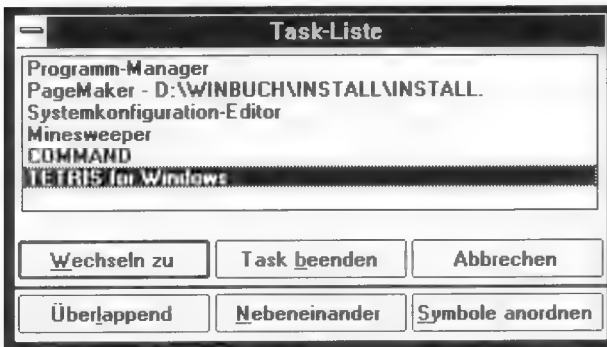 Task-Liste
Programm-Manager
PageMaker - D:\WINBUCH\INSTALL\INSTALL.
Systemkonfiguration-Editor
Minesweeper
COMMAND
TETRIS for Windows
Wechseln zu Task beenden Abbrechen
Überlappend Nebeneinander Symbole anordnen